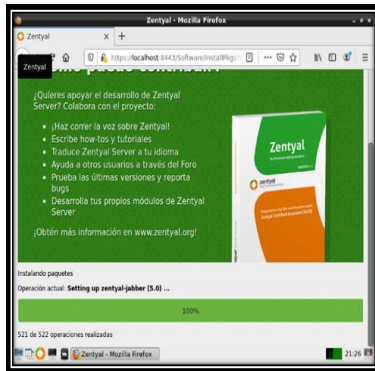 Zentyal - Mozilla Firefox
Zentyal
https://localhost:8443/Software/InstallPkgs
Zentyal
¿Quieres apoyar el desarrollo de Zentyal
Server? Colabora con el proyecto:
¡Haz correr la voz sobre Zentyal!
Escribe how-tos y tutoriales
Traduce Zentyal Server a tu idioma
Ayuda a otros usuarios a través del Foro
Prueba las últimas versiones y reporta
bugs
Desarrolla tus propios módulos de Zentyal
Server
¡Obtén más información en www.zentyal.org!
Zentyal
zentyal
Instalando paquetes
Operación actual: Setting up zentyal-jabber (5.0) ...
100%
521 de 522 operaciones realizadas
Zentyal - Mozilla Firefox
21:26